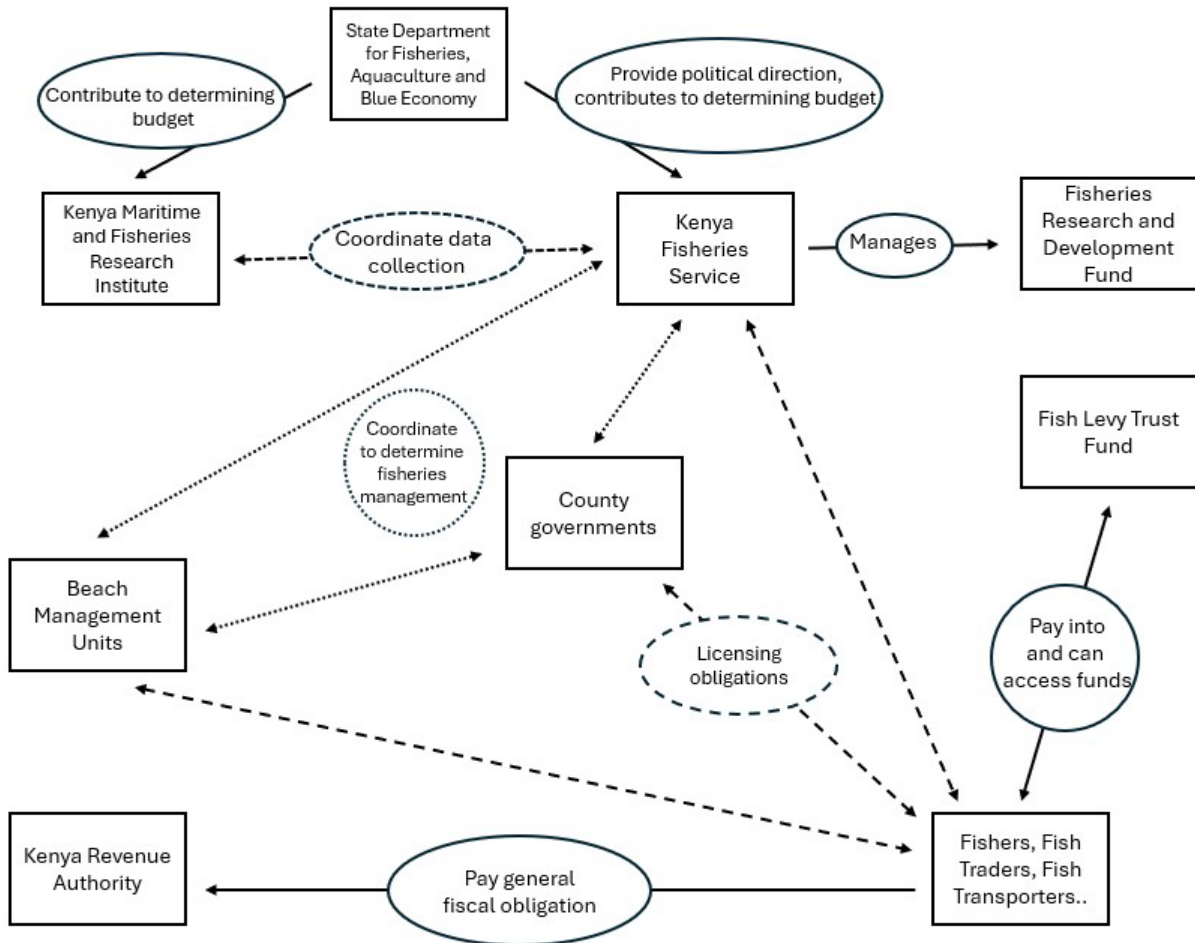 State Department
for Fisheries,
Aquaculture and
Blue Economy
Contribute to determining
budget
Provide political direction,
contributes to determining budget
Kenya Maritime
and Fisheries
Research
Institute
Coordinate data
collection
Kenya
Fisheries
Service
Manages
Fisheries
Research and
Development
Fund
Fish Levy Trust
Fund
Coordinate
to determine
fisheries
management
County
governments
Beach
Management
Units
Licensing
obligations
Pay into
and can
access funds
Kenya Revenue
Authority
Pay general
fiscal obligation
Fishers, Fish
Traders, Fish
Transporters..